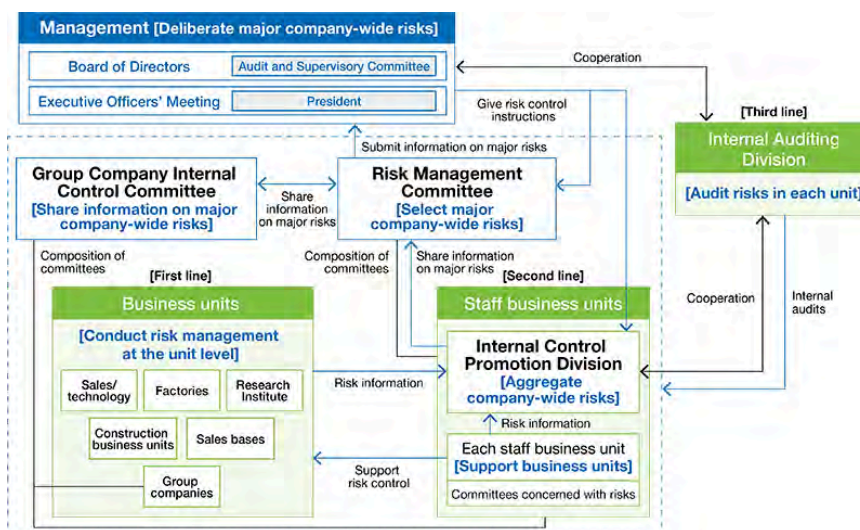 Management [Deliberate major company-wide risks]
Board of Directors
Audit and Supervisory Committee
Executive Officers' Meeting
President
Cooperation
Give risk control
instructions
[Third line]
Internal Auditing
Division
[Audit risks in each unit]
Submit information on major risks
Group Company Internal
Control Committee
[Share information on major
company-wide risks]
Share
information
on major risks
Risk Management
Committee
[Select major
company-wide risks]
Composition of
committees
Composition of
committees
Share information
on major risks
[First line]
Business units
[Conduct risk management
at the unit level]
Sales/
technology
Factories
Research
Institute
Construction
business units
Sales bases
Group
companies
Risk information
Support
risk control
[Second line]
Staff business units
Internal Control
Promotion Division
[Aggregate
company-wide risks]
Risk information
Each staff business unit
[Support business units]
Committees concerned with risks
Cooperation
Internal
audits